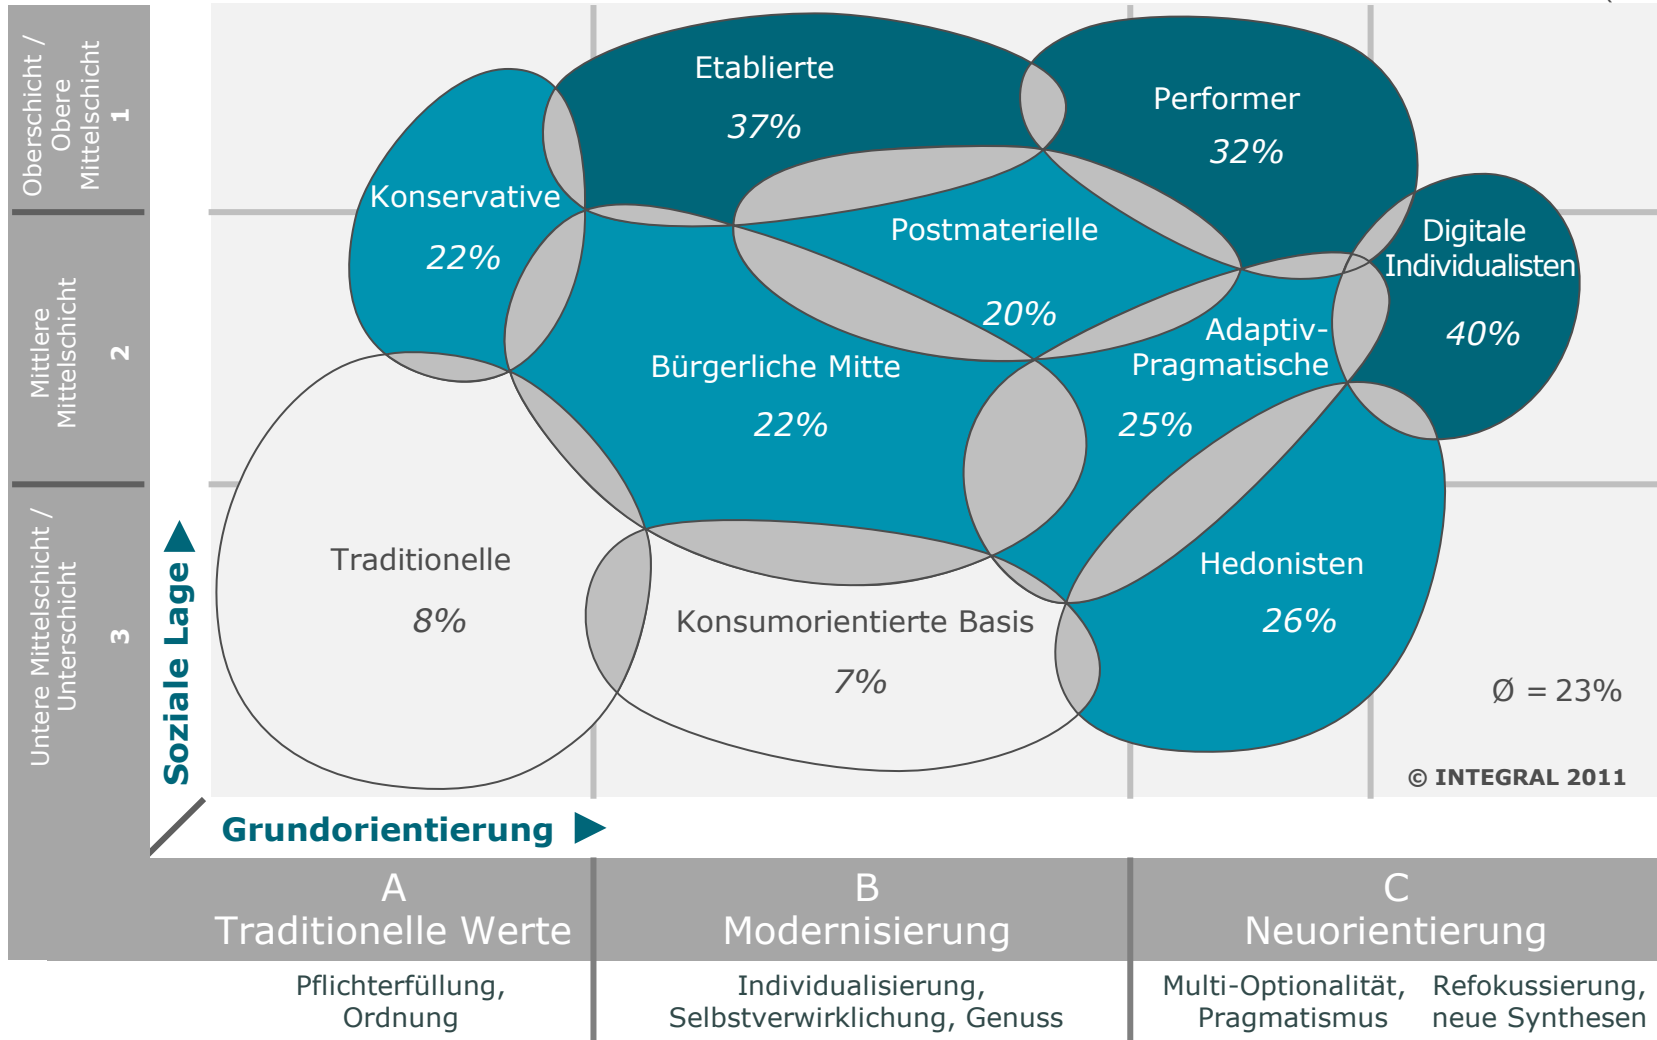 Oberschicht /
Obere
Mittelschicht
1
Mittlere
Mittelschicht
2
Untere Mittelschicht /
Unterschicht
3
Soziale Lage
Etablierte
37%
Performer
32%
Konservative
22%
Postmaterielle
20%
Digitale
Individualisten
40%
Adaptiv-
Pragmatische
25%
Bürgerliche Mitte
22%
Traditionelle
8%
Konsumorientierte Basis
7%
Hedonisten
26%
Ø = 23%
© INTEGRAL 2011
Grundorientierung
A
Traditionelle Werte
B
Modernisierung
C
Neuorientierung
Pflichterfüllung,
Ordnung
Individualisierung,
Selbstverwirklichung, Genuss
Multi-Optionalität,
Pragmatismus
Refokussierung,
neue Synthesen